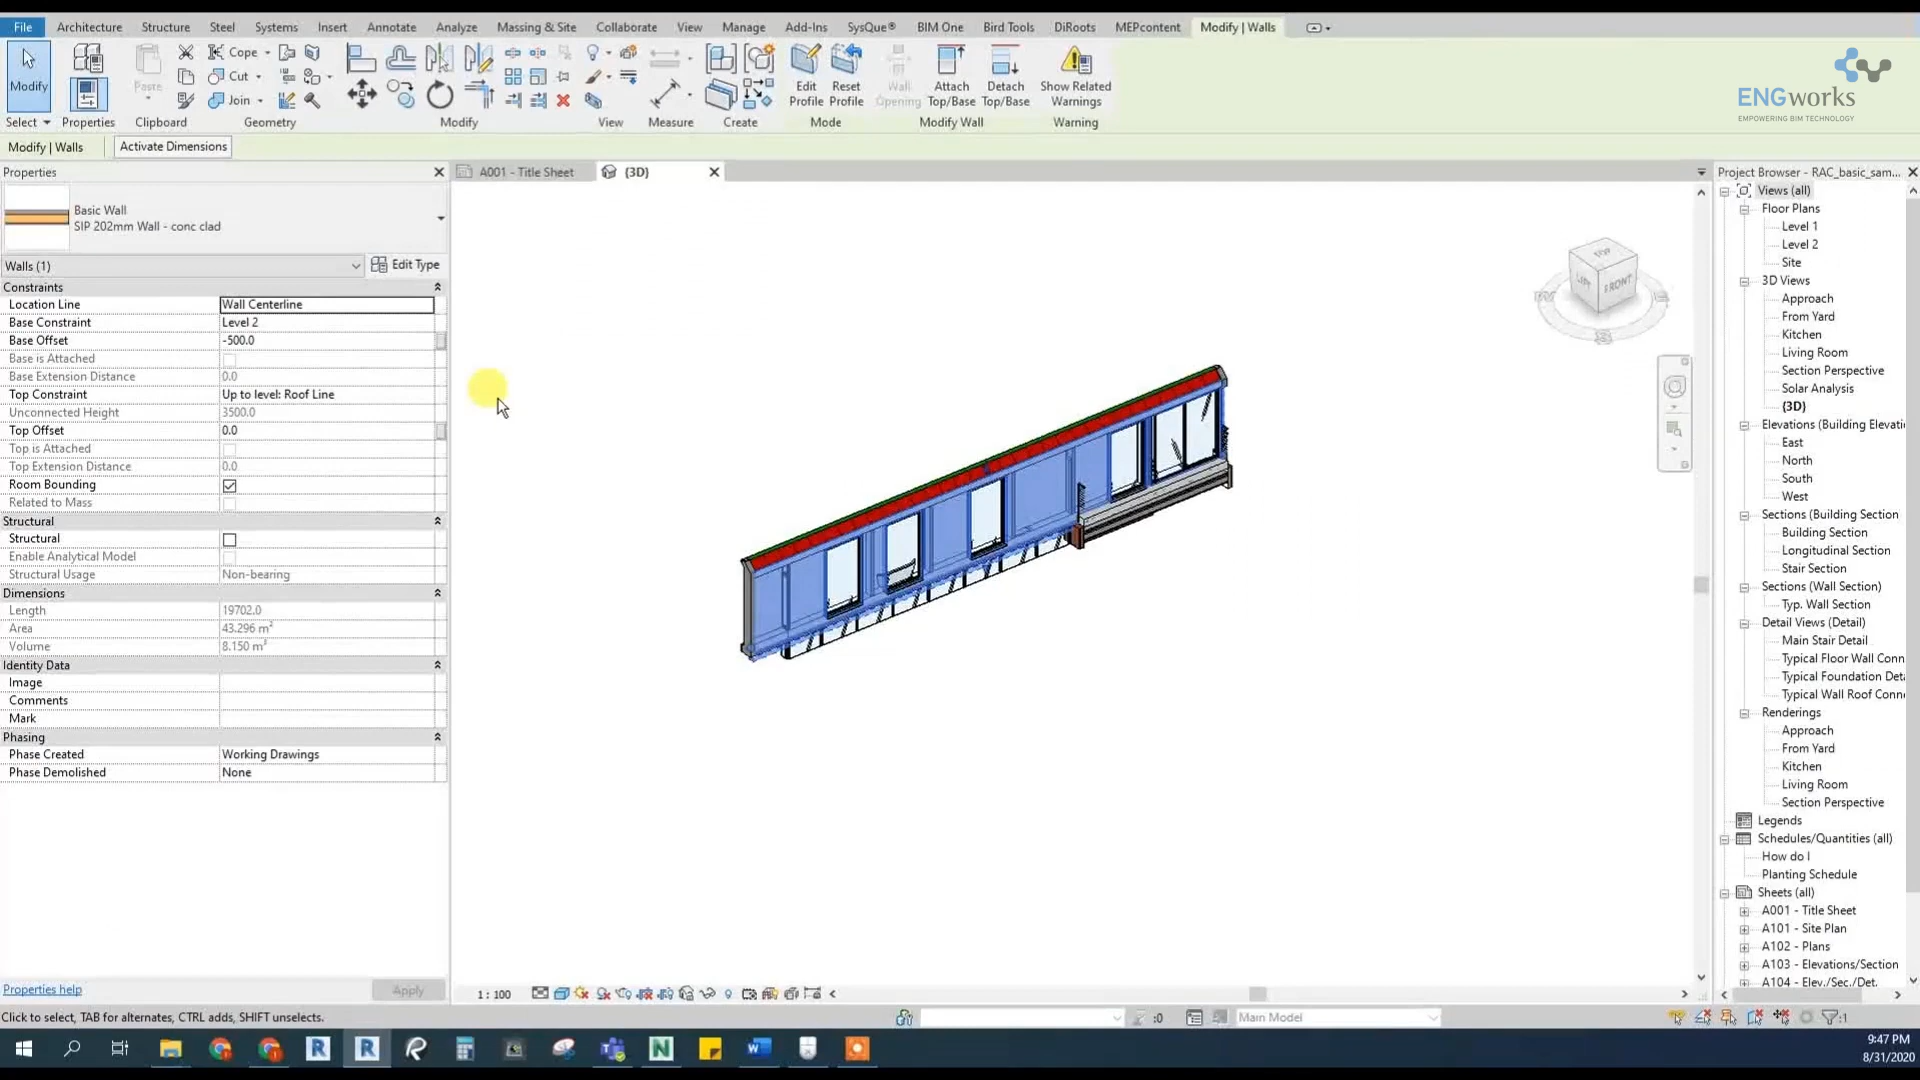 File Architecture Structure Steel Systems Insert Annotate Analyze Massing & Site Collaborate View Manage Add-Ins SysQue® BIM One Bird Tools DiRoots MEPcontent Modify | Walls
Modify
Cope
Cut
Join
Paste
Edit Profile
Reset Profile
Wall Opening
Attach Top/Base
Detach Top/Base
Show Related Warnings
Select Properties Clipboard Geometry Modify View Measure Create Mode Modify Wall Warning
ENGworks
EMPOWERING BIM TECHNOLOGY
Modify | Walls Activate Dimensions
Properties
A001 - Title Sheet
{3D}
Basic Wall
SIP 202mm Wall - conc clad
Walls (1) Edit Type
Constraints
Location Line Wall Centerline
Base Constraint Level 2
Base Offset -500.0
Base is Attached
Base Extension Distance 0.0
Top Constraint Up to level: Roof Line
Unconnected Height 3500.0
Top Offset 0.0
Top is Attached
Top Extension Distance 0.0
Room Bounding
Related to Mass
Structural
Structural
Enable Analytical Model
Structural Usage Non-bearing
Dimensions
Length 19702.0
Area 43.296 m²
Volume 8.150 m³
Identity Data
Image
Comments
Mark
Phasing
Phase Created Working Drawings
Phase Demolished None
Properties help Apply
TOP
LEFT
FRONT
Project Browser - RAC_basic_sam...
Views (all)
Floor Plans
Level 1
Level 2
Site
3D Views
Approach
From Yard
Kitchen
Living Room
Section Perspective
Solar Analysis
{3D}
Elevations (Building Elevati
East
North
South
West
Sections (Building Section
Building Section
Longitudinal Section
Stair Section
Sections (Wall Section)
Typ. Wall Section
Detail Views (Detail)
Main Stair Detail
Typical Floor Wall Conn
Typical Foundation Deta
Typical Wall Roof Conne
Renderings
Approach
From Yard
Kitchen
Living Room
Section Perspective
Legends
Schedules/Quantities (all)
How do I
Planting Schedule
Sheets (all)
A001 - Title Sheet
A101 - Site Plan
A102 - Plans
A103 - Elevations/Section
A104 - Elev./Sec./Det.
1 : 100
Click to select, TAB for alternates, CTRL adds, SHIFT unselects.
:0
Main Model
:1
9:47 PM
8/31/2020